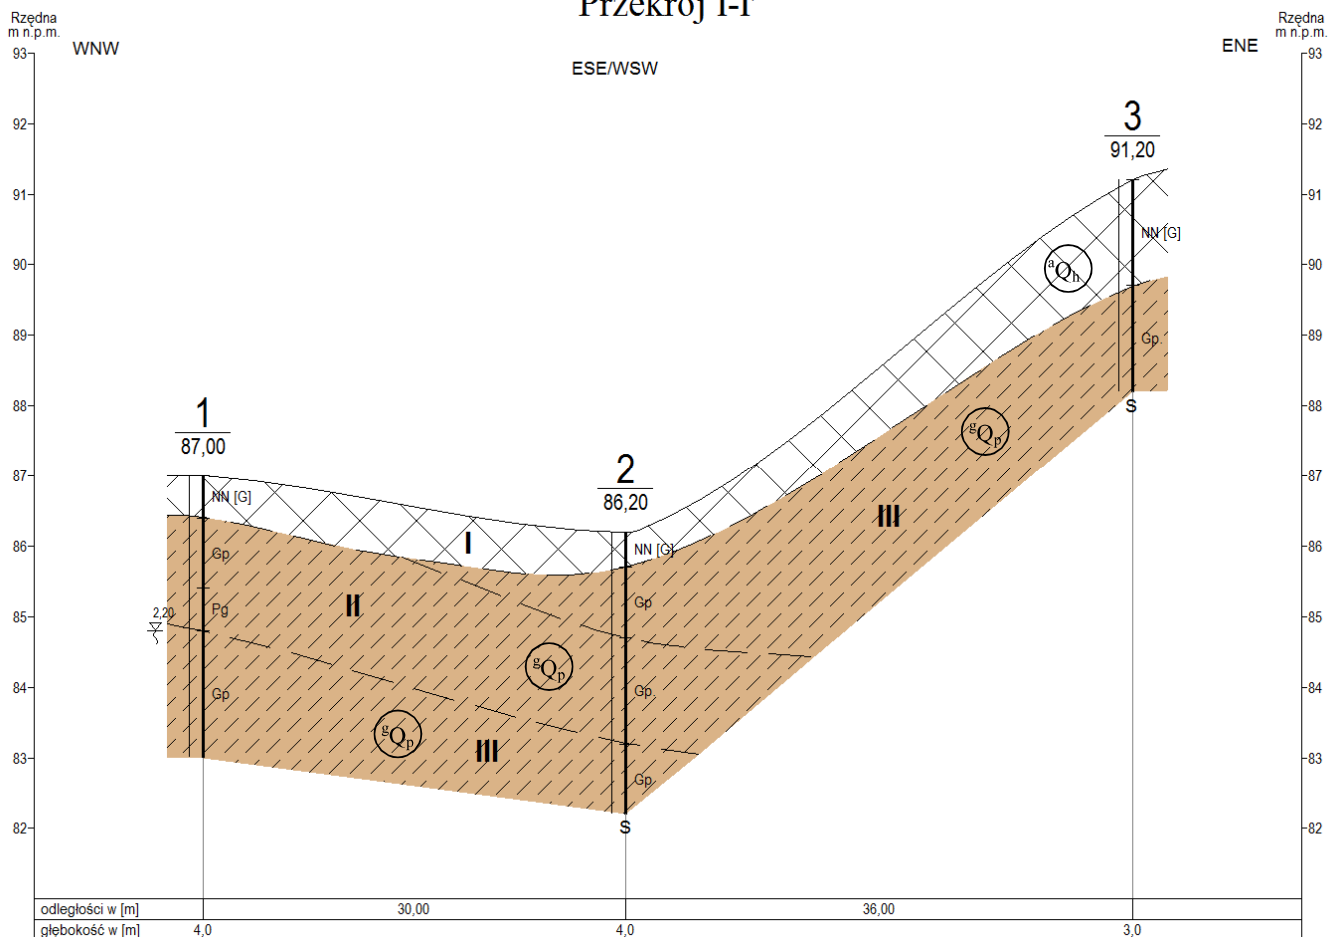 Przekrój I-I'
Rzędna
m n.p.m.
Rzędna
m n.p.m.
WNW
ESE/WSW
ENE
93
93
92
92
3
91,20
91
91
NN [G]
90
90
aQh
89
89
Gp
88
88
S
1
87,00
gQp
87
87
2
86,20
NN [G]
III
86
86
I
NN [G]
Gp
II
Gp
85
85
2,20
Pg
gQp
84
84
Gp
Gp
gQp
III
83
83
Gp
82
82
S
odległości w [m]
30,00
36,00
głębokość w [m]
4,0
4,0
3,0